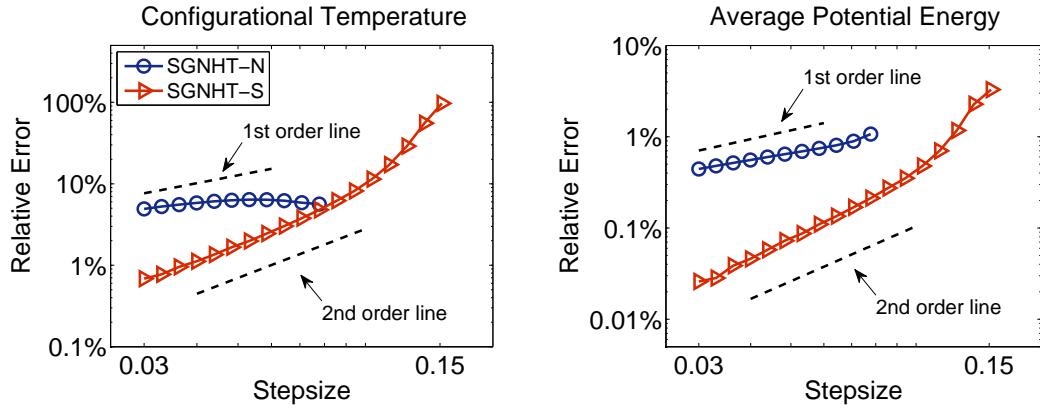 Configurational Temperature
SGNHT-N
SGNHT-S
100%
10%
1%
0.1%
1st order line
2nd order line
Relative Error
0.03
0.15
Stepsize
Average Potential Energy
10%
1%
0.1%
0.01%
1st order line
2nd order line
Relative Error
0.03
0.15
Stepsize